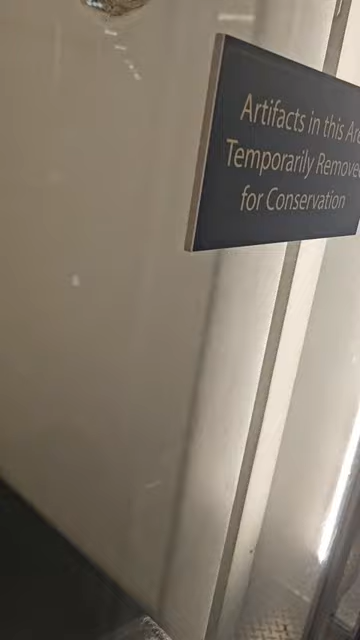 Artifacts in this Are
Temporarily Remove
for Conservation